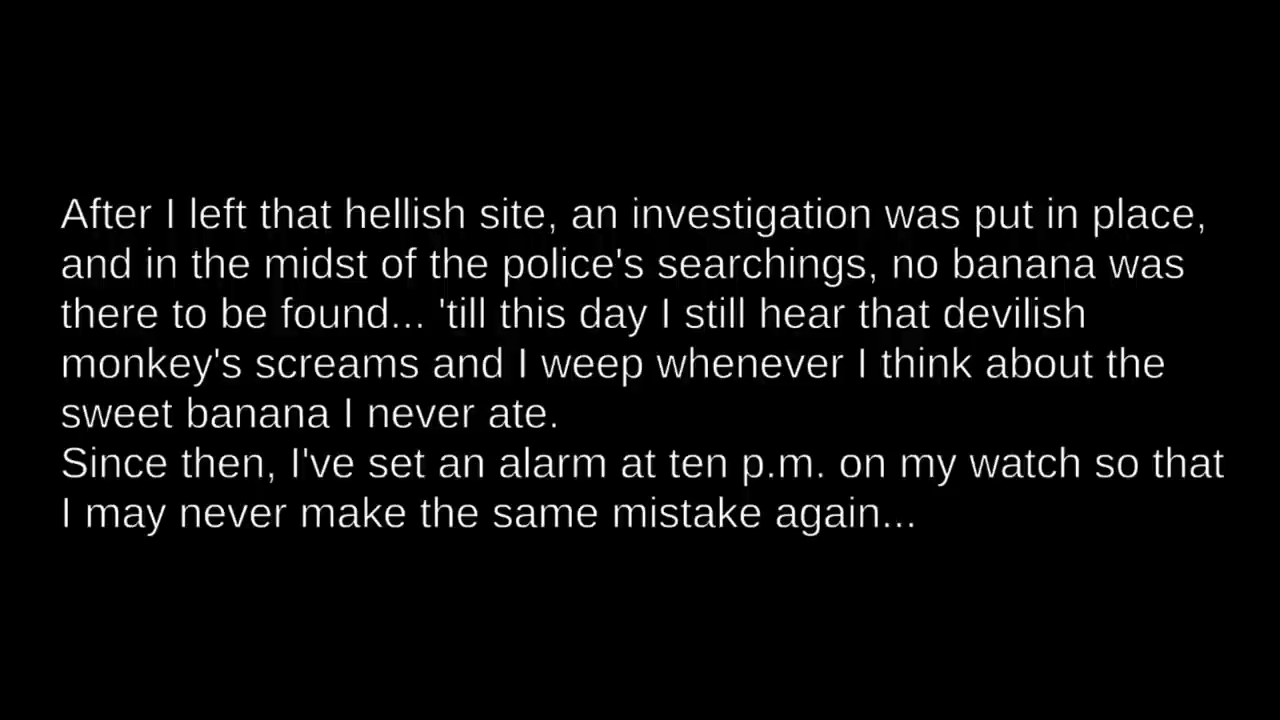 After I left that hellish site, an investigation was put in place,
and in the midst of the police's searchings, no banana was
there to be found... 'till this day I still hear that devilish
monkey's screams and I weep whenever I think about the
sweet banana I never ate.
Since then, I've set an alarm at ten p.m. on my watch so that
I may never make the same mistake again...